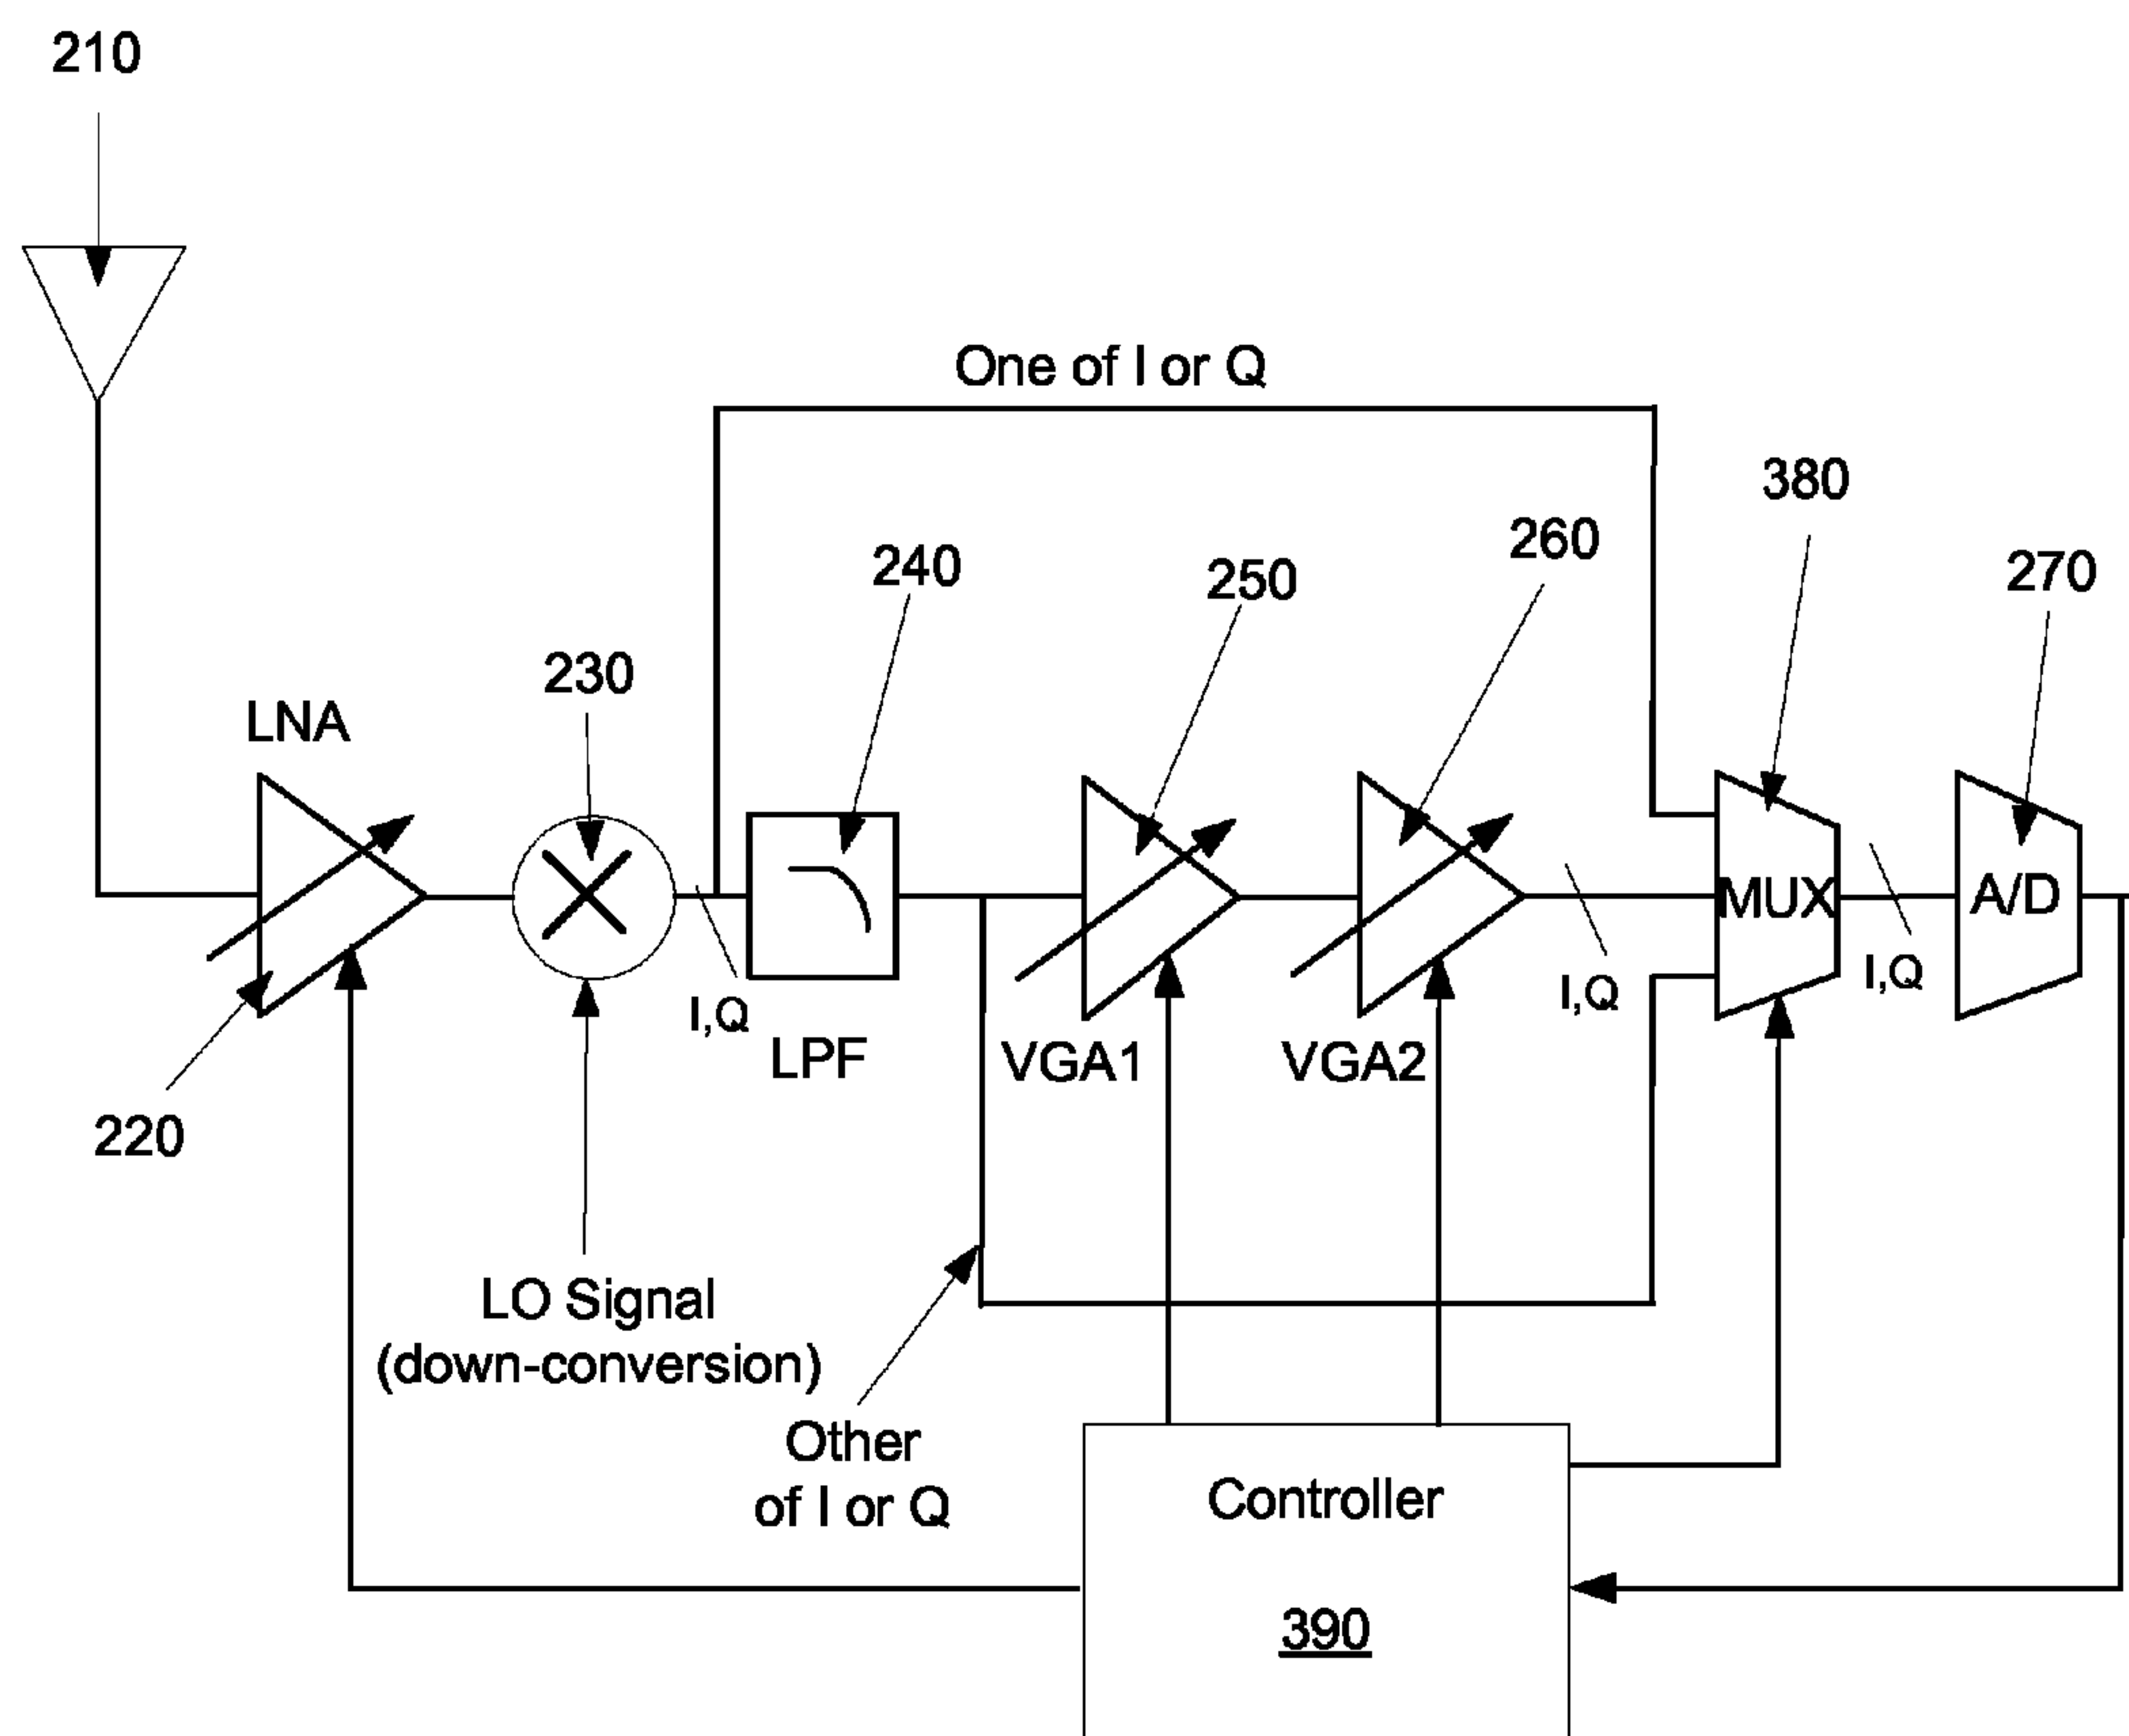 210
One of I or Q
380
260
240
250
270
230
LNA
MUX
A/D
I,Q
I,Q
I,Q
LPF
VGA1
VGA2
220
LO Signal
(down-conversion)
Other
of I or Q
Controller
390